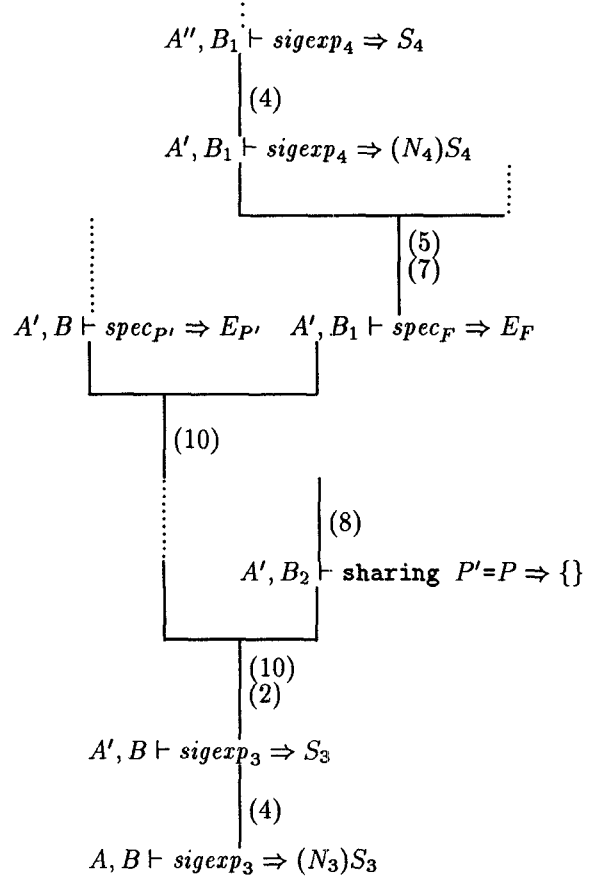 A'', B₁ ⊢ sigexp₄ ⇒ S₄
(4)
A', B₁ ⊢ sigexp₄ ⇒ (N₄)S₄
(5)
(7)
A', B ⊢ spec_P' ⇒ E_P' A', B₁ ⊢ spec_F ⇒ E_F
(10)
(8)
A', B₂ ⊢ sharing P'=P ⇒ {}
(10)
(2)
A', B ⊢ sigexp₃ ⇒ S₃
(4)
A, B ⊢ sigexp₃ ⇒ (N₃)S₃